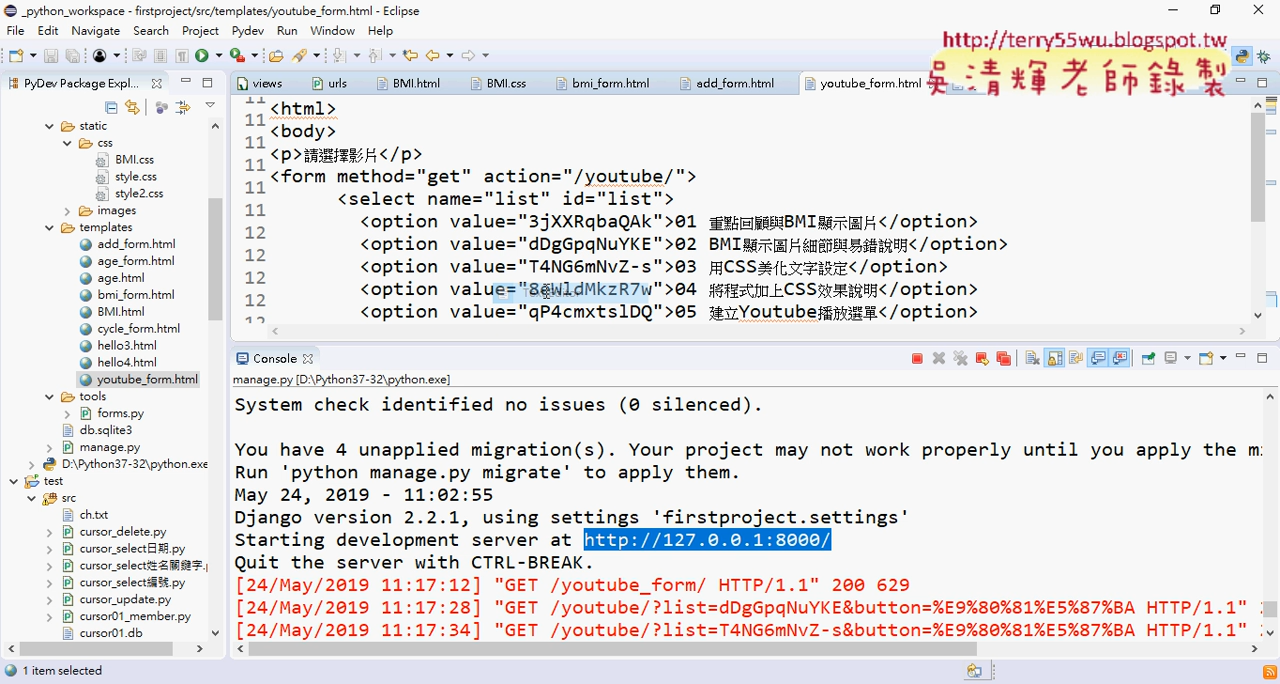 _python_workspace - firstproject/src/templates/youtube_form.html - Eclipse
File Edit Navigate Search Project Pydev Run Window Help
http://terry55wu.blogspot.tw
吳清輝老師錄製
PyDev Package Expl...
views
BMI.html
BMI.css
bmi_form.html
add_form.html
youtube_form.html
static
css
BMI.css
style.css
style2.css
images
templates
add_form.html
age_form.html
age.html
bmi_form.html
BMI.html
cycle_form.html
hello3.html
hello4.html
youtube_form.html
tools
forms.py
db.sqlite3
manage.py
D:\Python37-32\python.exe
test
src
ch.txt
cursor_delete.py
cursor_select日期.py
cursor_select姓名關鍵字.p
cursor_select編號.py
cursor_update.py
cursor01_member.py
cursor01.db
11 <html>
11 <body>
11 <p>請選擇影片</p>
11 <form method="get" action="/youtube/">
11 <select name="list" id="list">
11 <option value="3jXXRqbaQAk">01 重點回顧與BMI顯示圖片</option>
12 <option value="dDgGpqNuYKE">02 BMI顯示圖片細節與易錯說明</option>
12 <option value="T4NG6mNvZ-s">03 用CSS美化文字設定</option>
12 <option value="WldMkzR7w">04 將程式加上CSS效果說明</option>
12 <option value="qP4cmxtslDQ">05 建立Youtube播放選單</option>
Console
manage.py [D:\Python37-32\python.exe]
System check identified no issues (0 silenced).
You have 4 unapplied migration(s). Your project may not work properly until you apply the mi
Run 'python manage.py migrate' to apply them.
May 24, 2019 - 11:02:55
Django version 2.2.1, using settings 'firstproject.settings'
Starting development server at http://127.0.0.1:8000/
Quit the server with CTRL-BREAK.
[24/May/2019 11:17:12] "GET /youtube_form/ HTTP/1.1" 200 629
[24/May/2019 11:17:28] "GET /youtube/?list=dDgGpqNuYKE&button=%E9%80%81%E5%87%BA HTTP/1.1" 2
[24/May/2019 11:17:34] "GET /youtube/?list=T4NG6mNvZ-s&button=%E9%80%81%E5%87%BA HTTP/1.1" 2
1 item selected